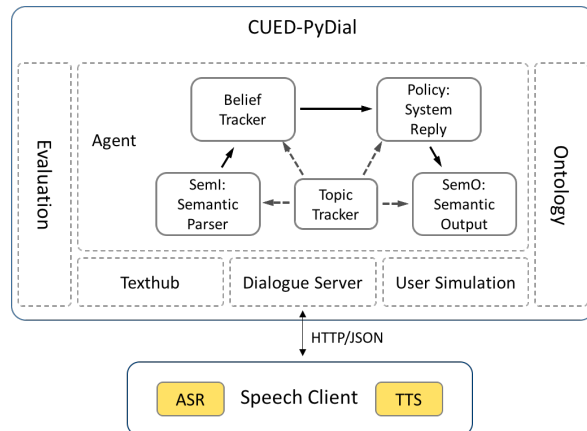 CUED-PyDial
Evaluation
Agent
Belief
Tracker
Policy:
System
Reply
SemI:
Semantic
Parser
Topic
Tracker
SemO:
Semantic
Output
Ontology
Texthub
Dialogue Server
User Simulation
HTTP/JSON
ASR
Speech Client
TTS